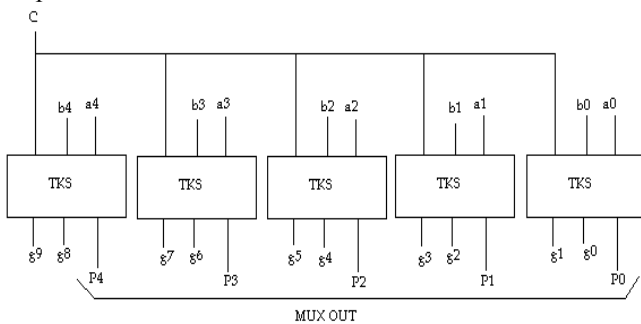 C
b4 a4 b3 a3 b2 a2 b1 a1 b0 a0
TKS TKS TKS TKS TKS
g9 g8 P4 g7 g6 P3 g5 g4 P2 g3 g2 P1 g1 g0 P0
MUX OUT